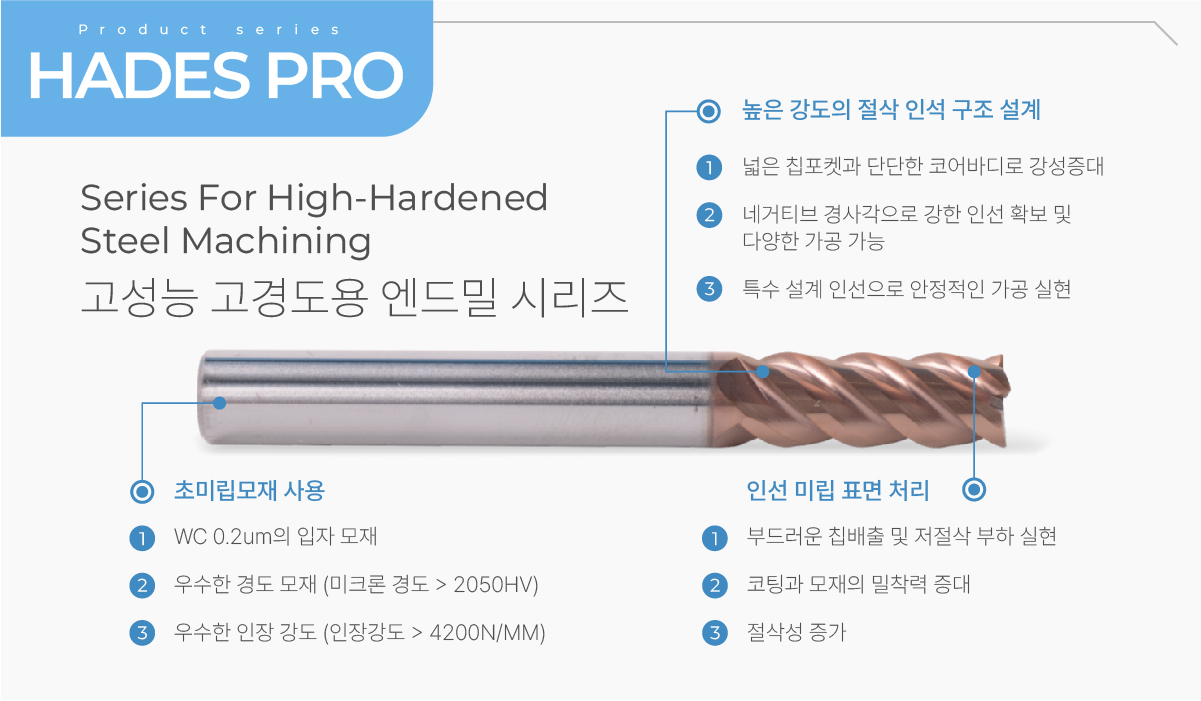 Product series
HADES PRO
Series For High-Hardened
Steel Machining
고성능 고경도용 엔드밀 시리즈
높은 강도의 절삭 인석 구조 설계
1 넓은 칩포켓과 단단한 코어바디로 강성증대
2 네거티브 경사각으로 강한 인선 확보 및
다양한 가공 가능
3 특수 설계 인선으로 안정적인 가공 실현
초미립모재 사용
1 WC 0.2um의 입자 모재
2 우수한 경도 모재 (미크론 경도 > 2050HV)
3 우수한 인장 강도 (인장강도 > 4200N/MM)
인선 미립 표면 처리
1 부드러운 칩배출 및 저절삭 부하 실현
2 코팅과 모재의 밀착력 증대
3 절삭성 증가